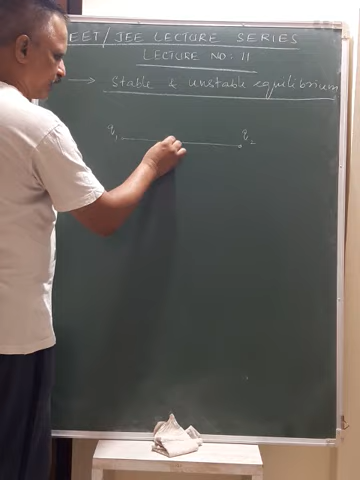 EET/JEE LECTURE SERIES
LECTURE NO: 11
→ Stable & unstable equilibrium
q₁ q₂